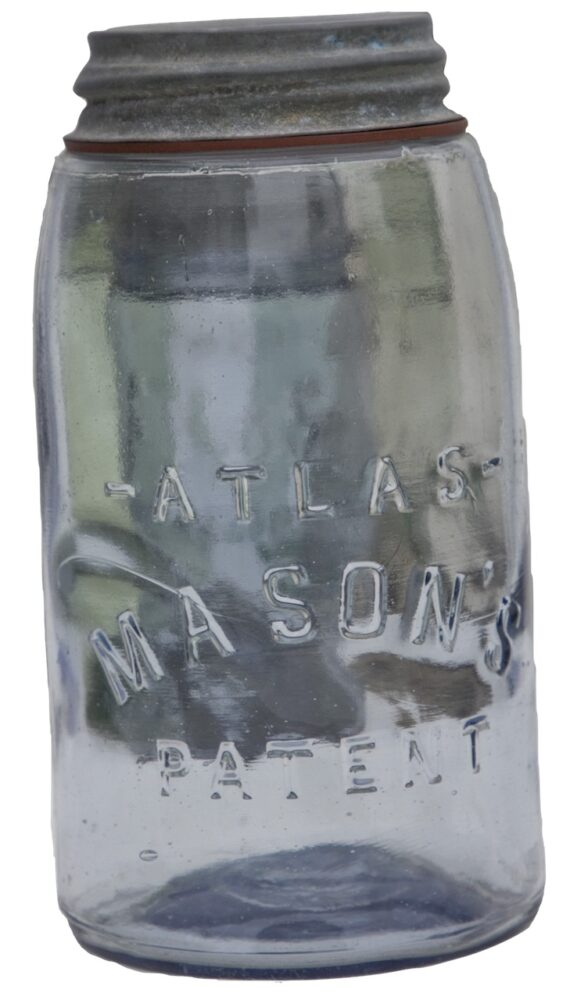 -ATLAS-
MASON'S
PATENT